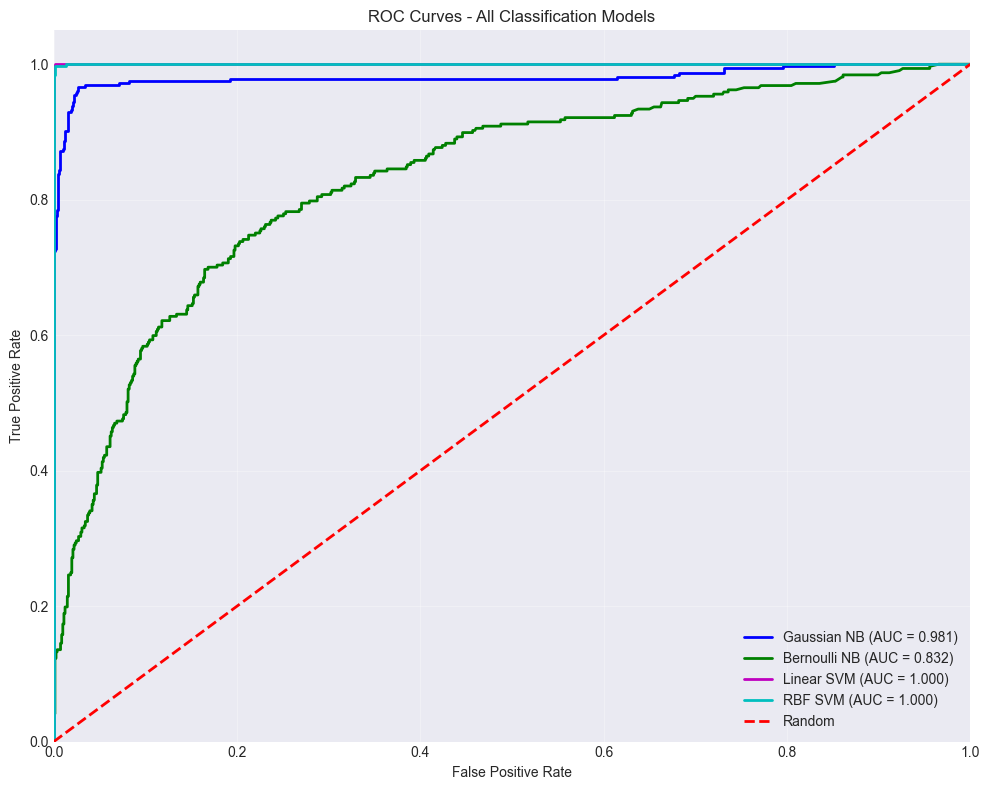 ROC Curves - All Classification Models
True Positive Rate
1.0
0.8
0.6
0.4
0.2
0.0
0.0 0.2 0.4 0.6 0.8 1.0
False Positive Rate
Gaussian NB (AUC = 0.981)
Bernoulli NB (AUC = 0.832)
Linear SVM (AUC = 1.000)
RBF SVM (AUC = 1.000)
Random